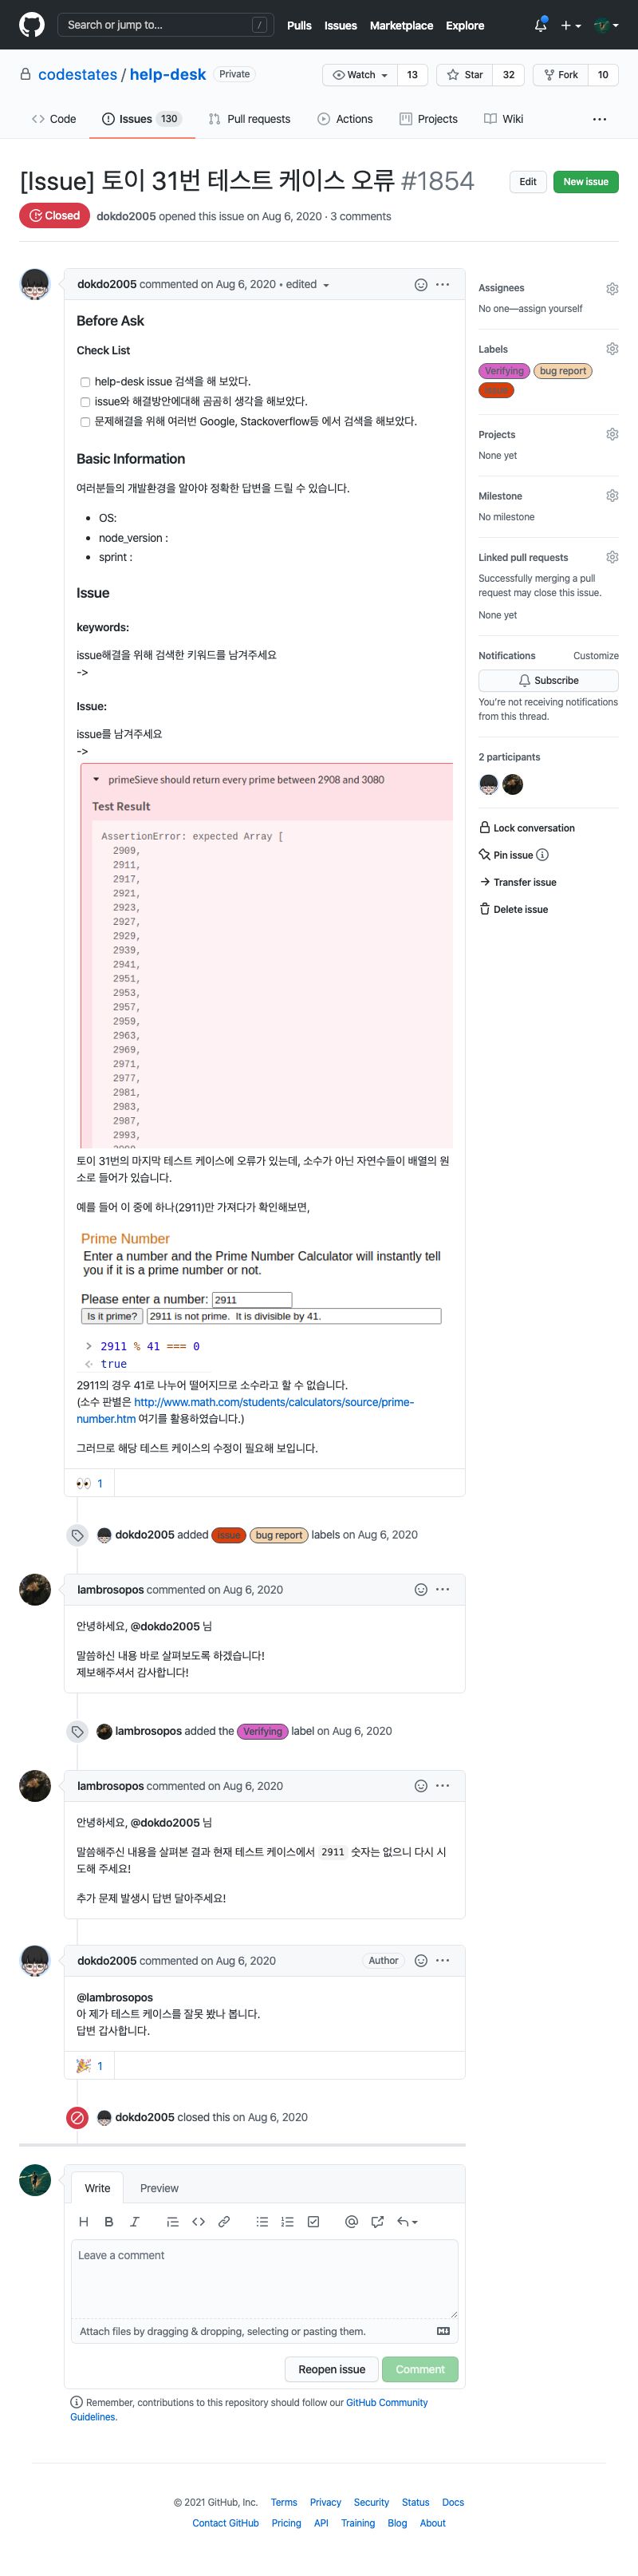 Search or jump to... /
Pulls Issues Marketplace Explore
codestates / help-desk Private
Watch 13 Star 32 Fork 10
Code Issues 130 Pull requests Actions Projects Wiki ...
[Issue] 토이 31번 테스트 케이스 오류 #1854
Edit New issue
Closed dokdo2005 opened this issue on Aug 6, 2020 · 3 comments
dokdo2005 commented on Aug 6, 2020 • edited
Before Ask
Check List
help-desk issue 검색을 해 보았다.
issue와 해결방안에대해 곰곰히 생각을 해보았다.
문제해결을 위해 여러번 Google, Stackoverflow등 에서 검색을 해보았다.
Basic Information
여러분들의 개발환경을 알아야 정확한 답변을 드릴 수 있습니다.
• OS:
• node_version :
• sprint :
Issue
keywords:
issue해결을 위해 검색한 키워드를 남겨주세요
->
Issue:
issue를 남겨주세요
->
primeSieve should return every prime between 2908 and 3080
Test Result
AssertionError: expected Array [
2909,
2911,
2917,
2921,
2923,
2927,
2929,
2939,
2941,
2951,
2953,
2957,
2959,
2963,
2969,
2971,
2977,
2981,
2983,
2987,
2993,
토이 31번의 마지막 테스트 케이스에 오류가 있는데, 소수가 아닌 자연수들이 배열의 원
소로 들어가 있습니다.
예를 들어 이 중에 하나(2911)만 가져다가 확인해보면,
Prime Number
Enter a number and the Prime Number Calculator will instantly tell
you if it is a prime number or not.
Please enter a number: 2911
Is it prime? 2911 is not prime. It is divisible by 41.
> 2911 % 41 === 0
true
2911의 경우 41로 나누어 떨어지므로 소수라고 할 수 없습니다.
(소수 판별은 http://www.math.com/students/calculators/source/prime-
number.htm 여기를 활용하였습니다.)
그러므로 해당 테스트 케이스의 수정이 필요해 보입니다.
👀 1
dokdo2005 added issue bug report labels on Aug 6, 2020
lambrosopos commented on Aug 6, 2020
안녕하세요, @dokdo2005 님
말씀하신 내용 바로 살펴보도록 하겠습니다!
제보해주셔서 감사합니다!
lambrosopos added the Verifying label on Aug 6, 2020
lambrosopos commented on Aug 6, 2020
안녕하세요, @dokdo2005 님
말씀해주신 내용을 살펴본 결과 현재 테스트 케이스에서 2911 숫자는 없으니 다시 시
도해 주세요!
추가 문제 발생시 답변 달아주세요!
dokdo2005 commented on Aug 6, 2020 Author
@lambrosopos
아 제가 테스트 케이스를 잘못 봤나 봅니다.
답변 감사합니다.
🎉 1
dokdo2005 closed this on Aug 6, 2020
Write Preview
Leave a comment
Attach files by dragging & dropping, selecting or pasting them.
Reopen issue Comment
Remember, contributions to this repository should follow our GitHub Community
Guidelines.
Assignees
No one—assign yourself
Labels
Verifying bug report
issue
Projects
None yet
Milestone
No milestone
Linked pull requests
Successfully merging a pull
request may close this issue.
None yet
Notifications Customize
Subscribe
You're not receiving notifications
from this thread.
2 participants
Lock conversation
Pin issue
Transfer issue
Delete issue
© 2021 GitHub, Inc. Terms Privacy Security Status Docs
Contact GitHub Pricing API Training Blog About